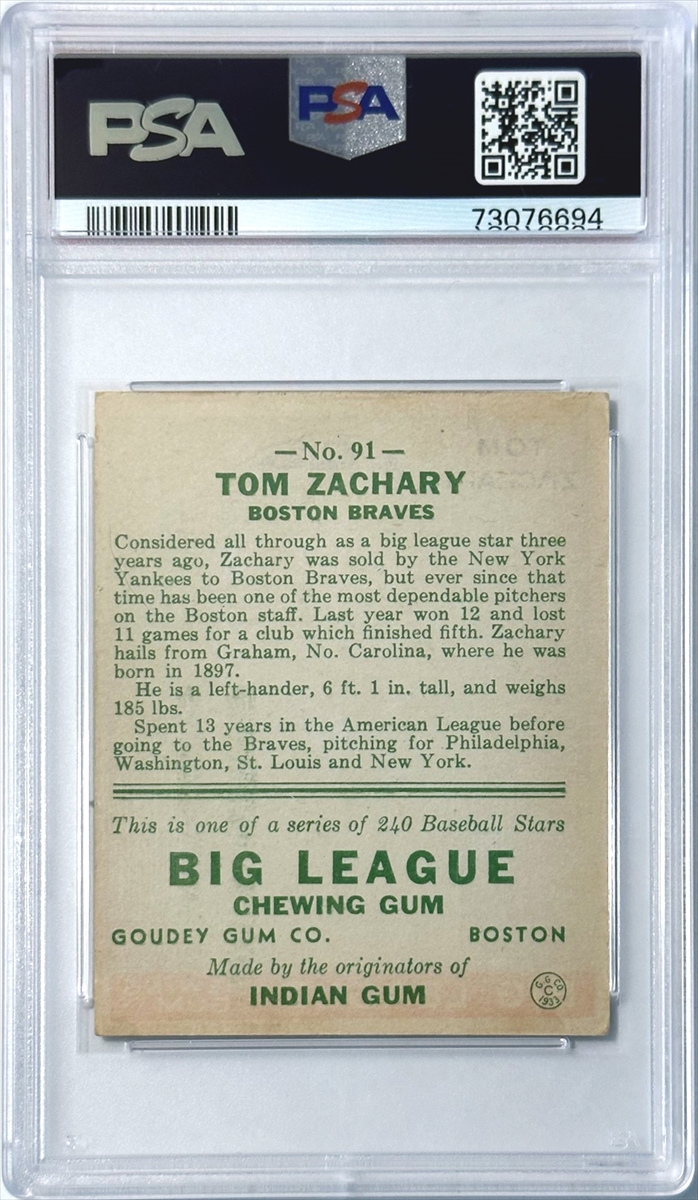 PSA
PSA
73076694
—No. 91—
TOM ZACHARY
BOSTON BRAVES
Considered all through as a big league star three
years ago, Zachary was sold by the New York
Yankees to Boston Braves, but ever since that
time has been one of the most dependable pitchers
on the Boston staff. Last year won 12 and lost
11 games for a club which finished fifth. Zachary
hails from Graham, No. Carolina, where he was
born in 1897.
He is a left-hander, 6 ft. 1 in. tall, and weighs
185 lbs.
Spent 13 years in the American League before
going to the Braves, pitching for Philadelphia,
Washington, St. Louis and New York.
This is one of a series of 240 Baseball Stars
BIG LEAGUE
CHEWING GUM
GOUDEY GUM CO. BOSTON
Made by the originators of
INDIAN GUM
G. G. CO.
C
1933